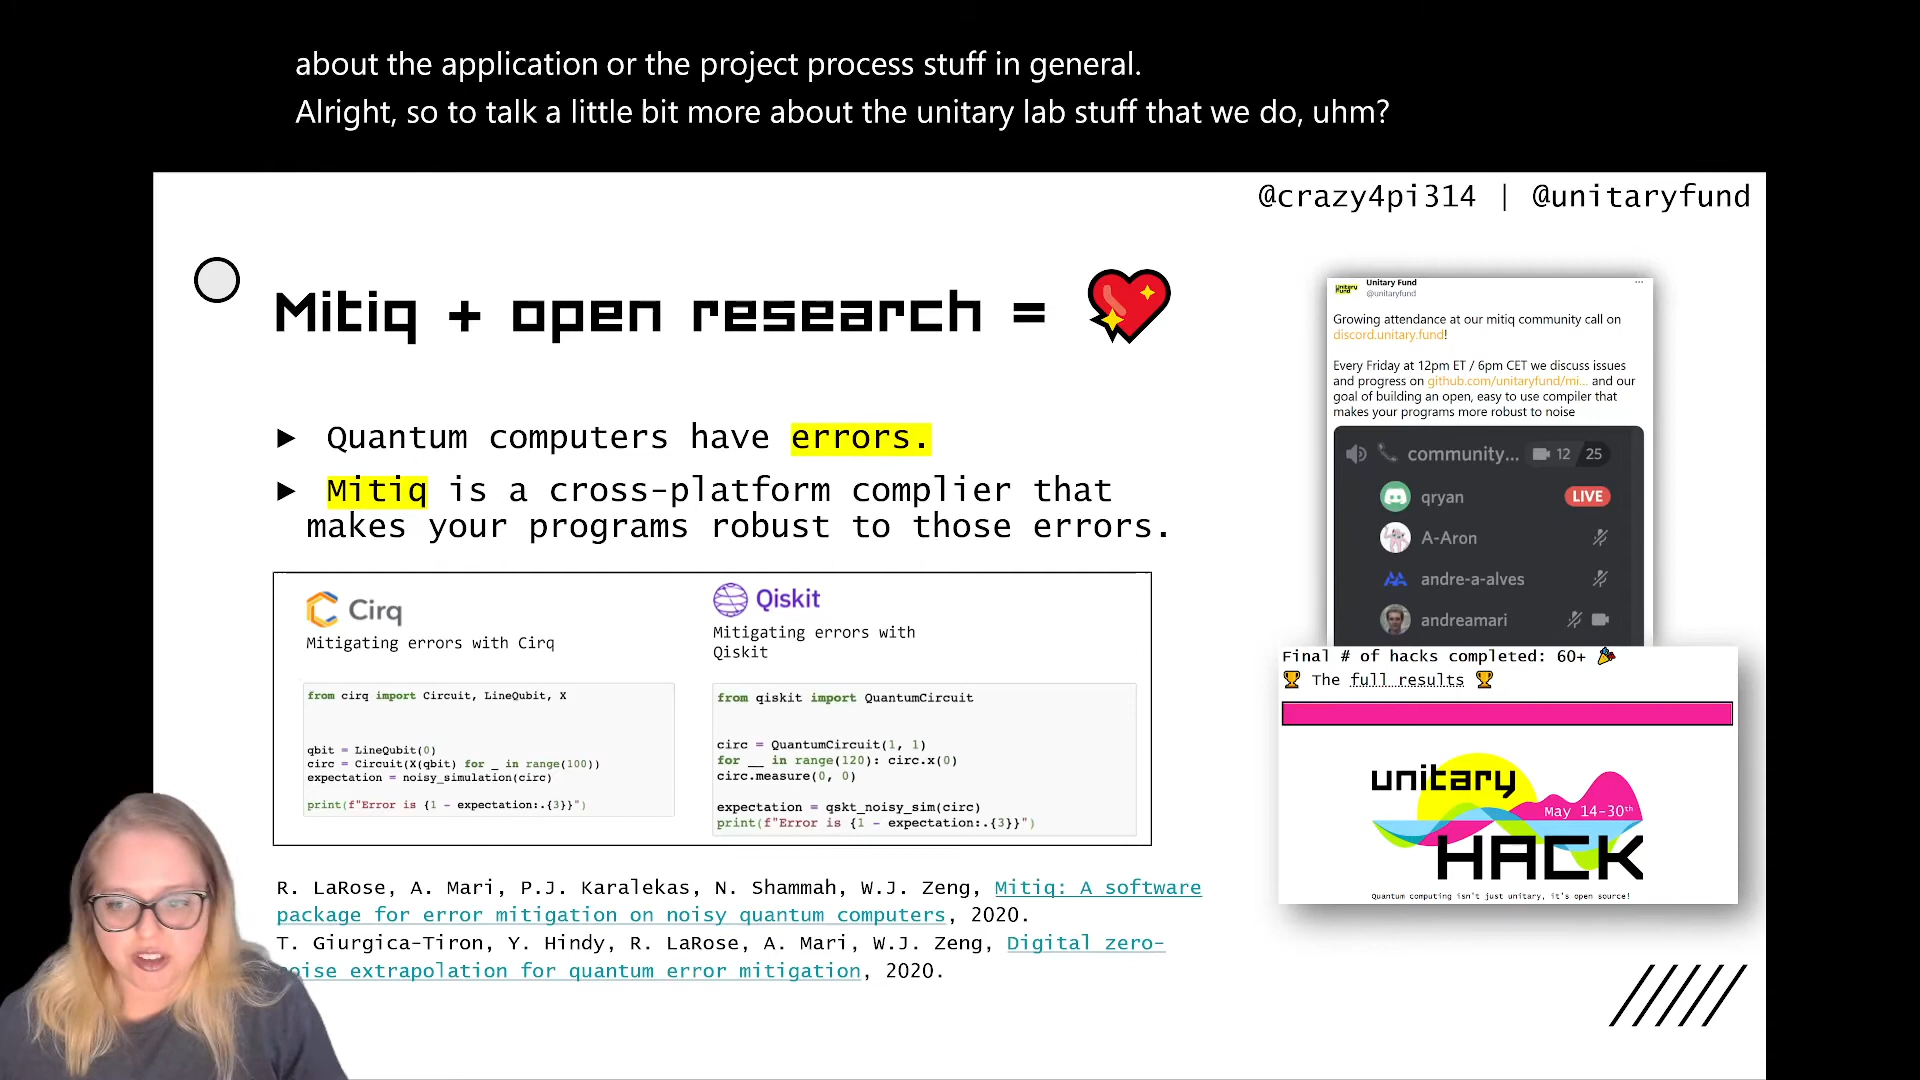 about the application or the project process stuff in general.
Alright, so to talk a little bit more about the unitary lab stuff that we do, uhm?
@crazy4pi314 | @unitaryfund
Mitiq + open research =
► Quantum computers have errors.
► Mitiq is a cross-platform complier that
makes your programs robust to those errors.
Cirq
Mitigating errors with Cirq
from cirq import Circuit, LineQubit, X
qbit = LineQubit(0)
circ = Circuit(X(qbit) for _ in range(100))
expectation = noisy_simulation(circ)
print(f"Error is {1 - expectation:.{3}}")
Qiskit
Mitigating errors with
Qiskit
from qiskit import QuantumCircuit
circ = QuantumCircuit(1, 1)
for __ in range(120): circ.x(0)
circ.measure(0, 0)
expectation = qskt_noisy_sim(circ)
print(f"Error is {1 - expectation:.{3}}")
R. LaRose, A. Mari, P.J. Karalekas, N. Shammah, W.J. Zeng, Mitiq: A software
package for error mitigation on noisy quantum computers, 2020.
T. Giurgica-Tiron, Y. Hindy, R. LaRose, A. Mari, W.J. Zeng, Digital zero-
noise extrapolation for quantum error mitigation, 2020.
unitary
Fund
Unitary Fund
@unitaryfund
Growing attendance at our mitiq community call on
discord.unitary.fund!
Every Friday at 12pm ET / 6pm CET we discuss issues
and progress on github.com/unitaryfund/mi... and our
goal of building an open, easy to use compiler that
makes your programs more robust to noise
community... 12 25
qryan LIVE
A-Aron
andre-a-alves
andreamari
Final # of hacks completed: 60+
The full results
unitary
May 14-30th
HACK
Quantum computing isn't just unitary, it's open source!